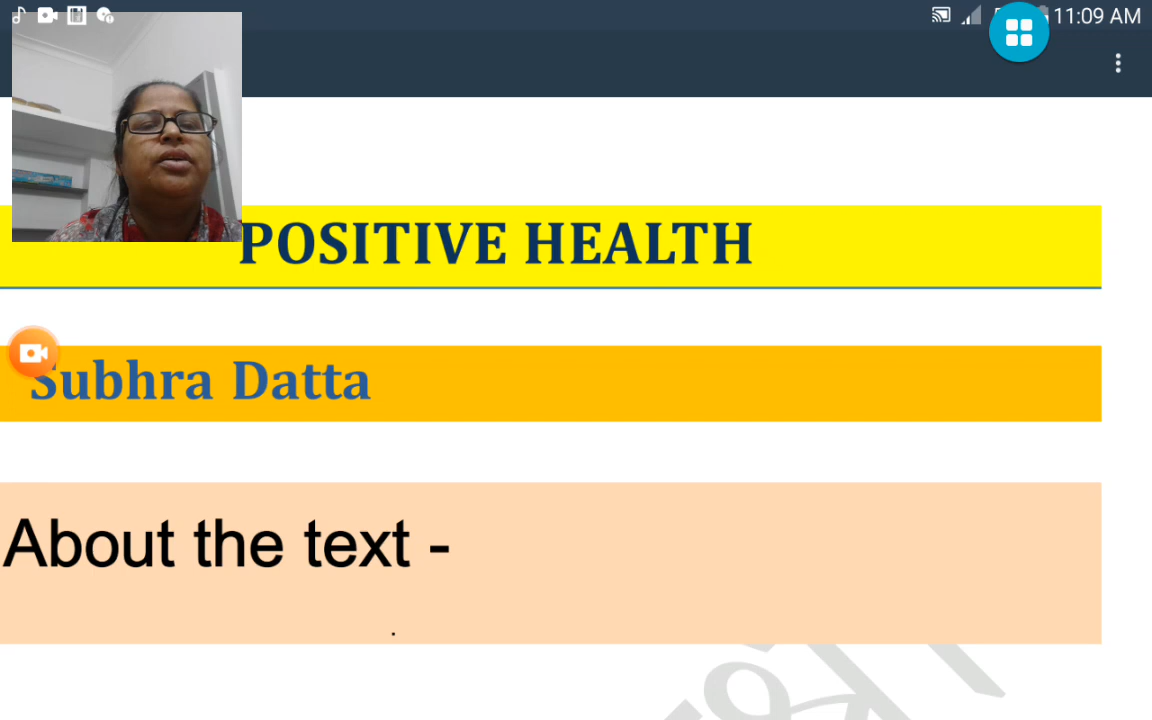 11:09 AM
POSITIVE HEALTH
Subhra Datta
About the text -
.